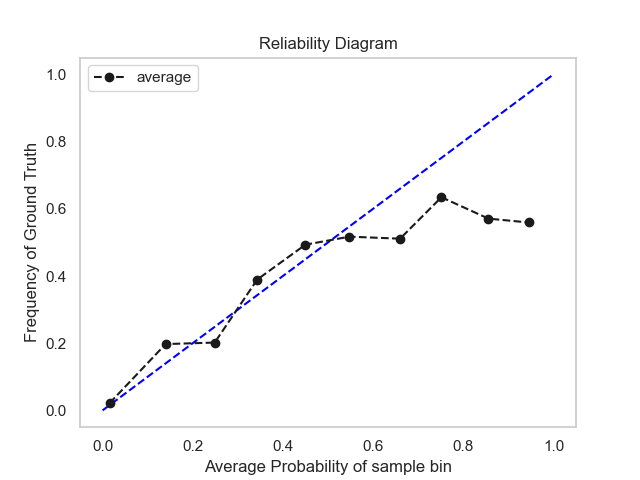 Reliability Diagram
average
Frequency of Ground Truth
1.0
0.8
0.6
0.4
0.2
0.0
0.0 0.2 0.4 0.6 0.8 1.0
Average Probability of sample bin